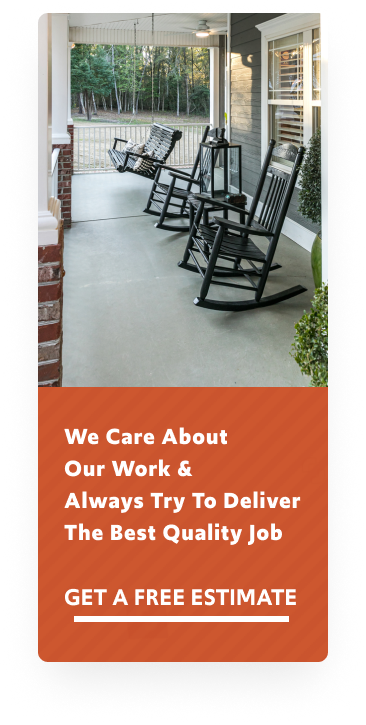 We Care About
Our Work &
Always Try To Deliver
The Best Quality Job
GET A FREE ESTIMATE